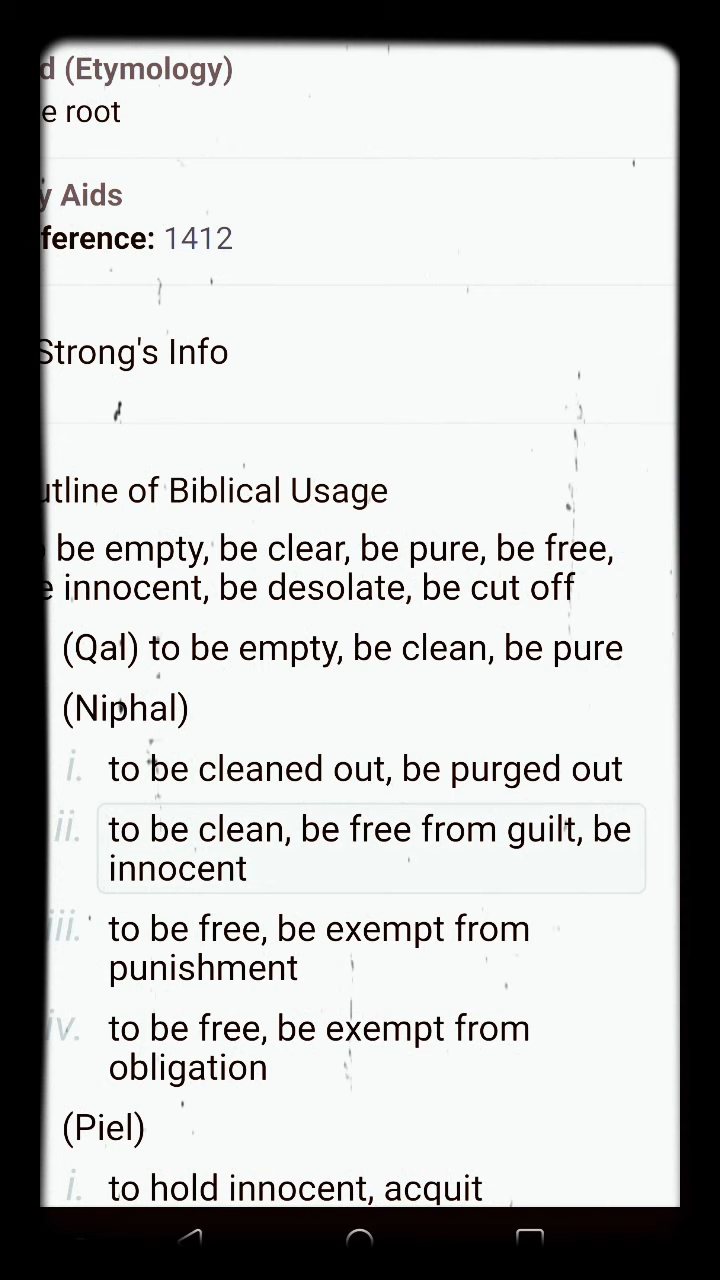 d (Etymology)
e root
y Aids
ference: 1412
Strong's Info
utline of Biblical Usage
be empty, be clear, be pure, be free,
e innocent, be desolate, be cut off
(Qal) to be empty, be clean, be pure
(Niphal)
i. to be cleaned out, be purged out
ii. to be clean, be free from guilt, be
innocent
iii. to be free, be exempt from
punishment
iv. to be free, be exempt from
obligation
(Piel)
i. to hold innocent, acquit